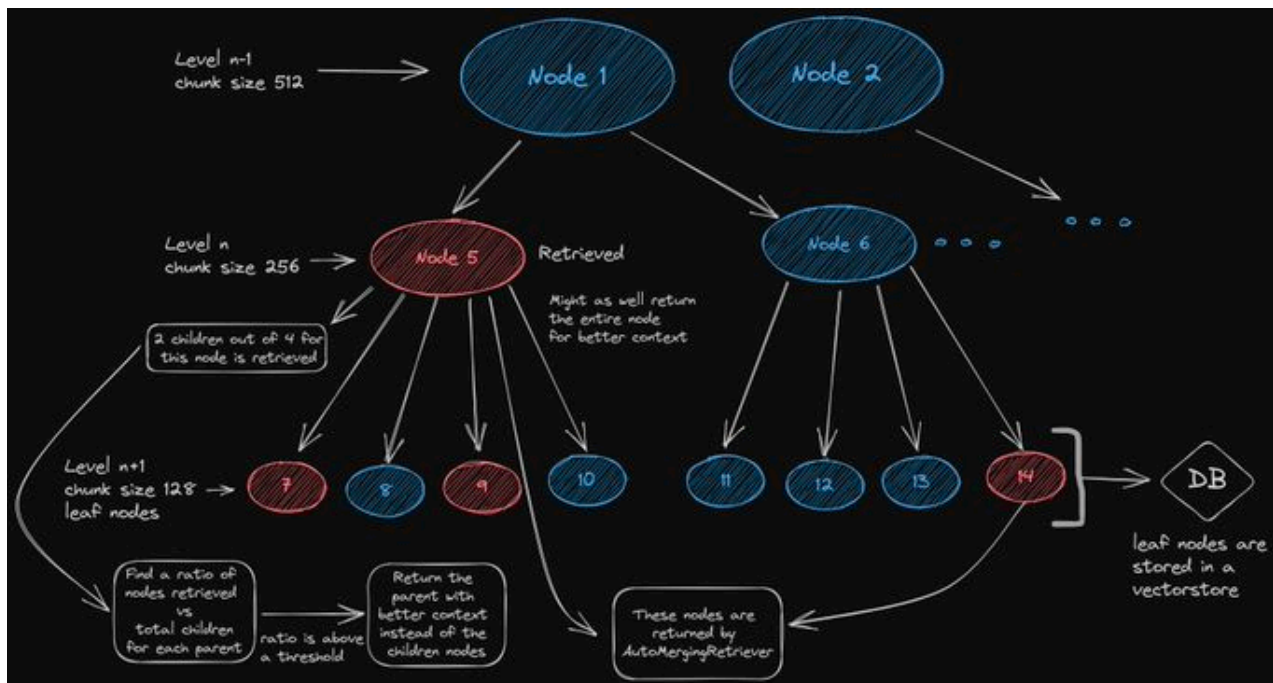 Level n-1
chunk size 512
Node 1
Node 2
Level n
chunk size 256
Node 5
Retrieved
Node 6
Might as well return
the entire node
for better context
2 children out of 4 for
this node is retrieved
Level n+1
chunk size 128
leaf nodes
7
8
9
10
11
12
13
14
DB
leaf nodes are
stored in a
vectorstore
Find a ratio of
nodes retrieved
vs
total children
for each parent
ratio is above
a threshold
Return the
parent with
better context
instead of the
children nodes
These nodes are
returned by
AutoMergingRetriever